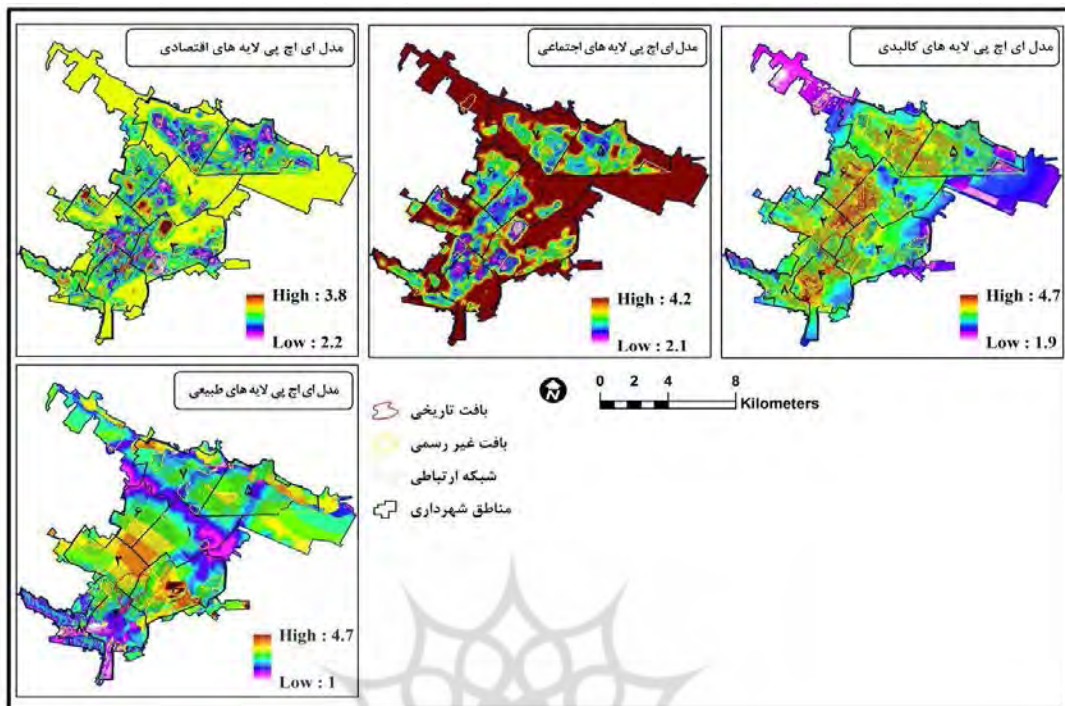 مدل ای اچ پی لایه های اقتصادی
High : 3.8
Low : 2.2
مدل ای اچ پی لایه های اجتماعی
High : 4.2
Low : 2.1
مدل ای اچ پی لایه های کالبدی
High : 4.7
Low : 1.9
مدل ای اچ پی لایه های طبیعی
High : 4.7
Low : 1
N
0 2 4 8
Kilometers
بافت تاریخی
بافت غیر رسمی
شبکه ارتباطی
مناطق شهرداری